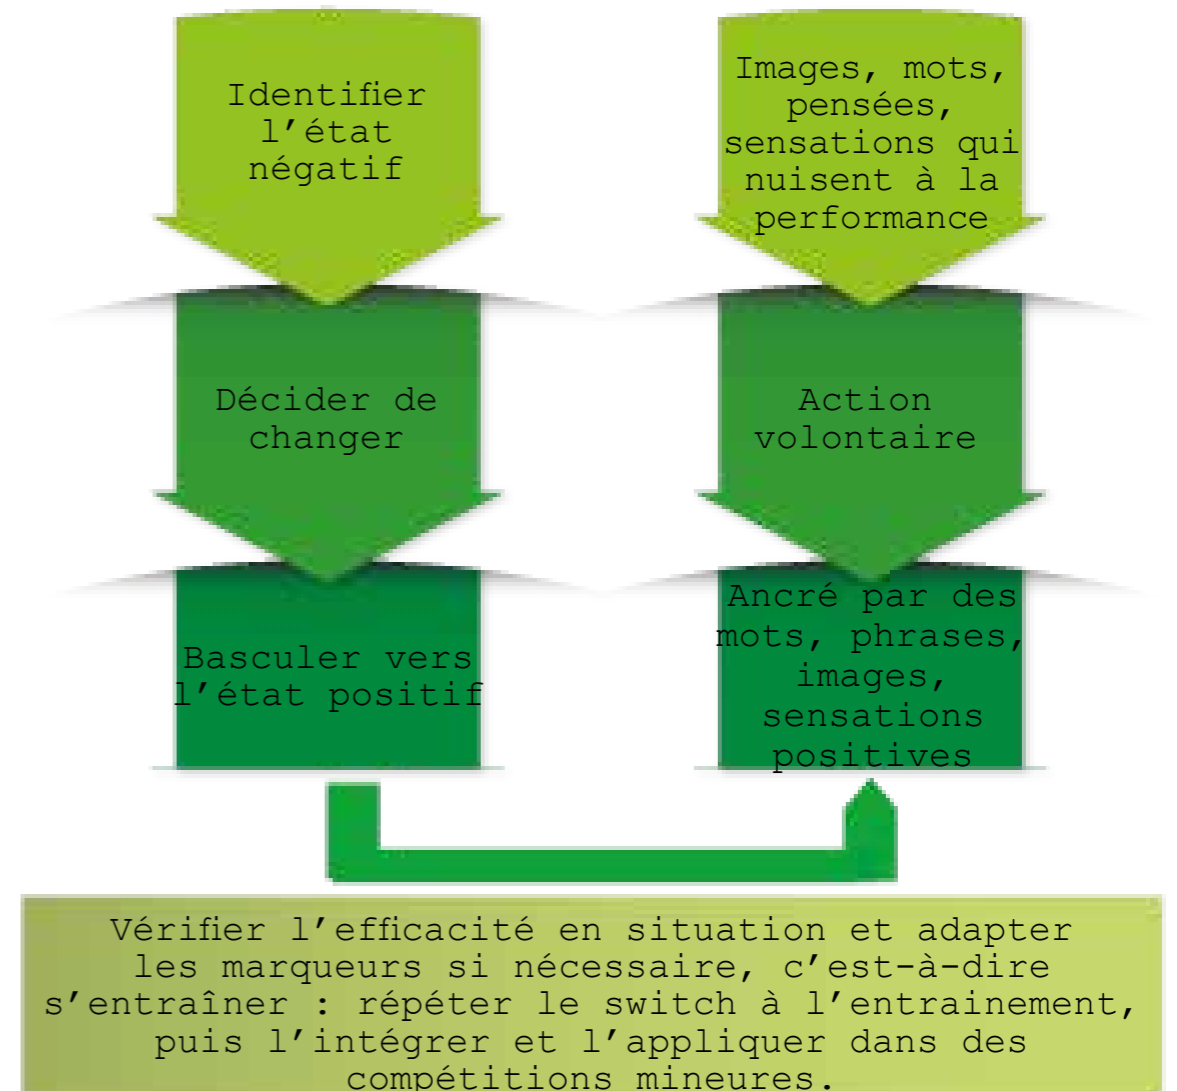 Identifier
l’état
négatif
Images, mots,
pensées,
sensations qui
nuisent à la
performance
Décider de
changer
Action
volontaire
Basculer vers
l’état positif
Ancré par des
mots, phrases,
images,
sensations
positives
Vérifier l’efficacité en situation et adapter
les marqueurs si nécessaire, c’est-à-dire
s’entraîner : répéter le switch à l’entrainement,
puis l’intégrer et l’appliquer dans des
compétitions mineures.